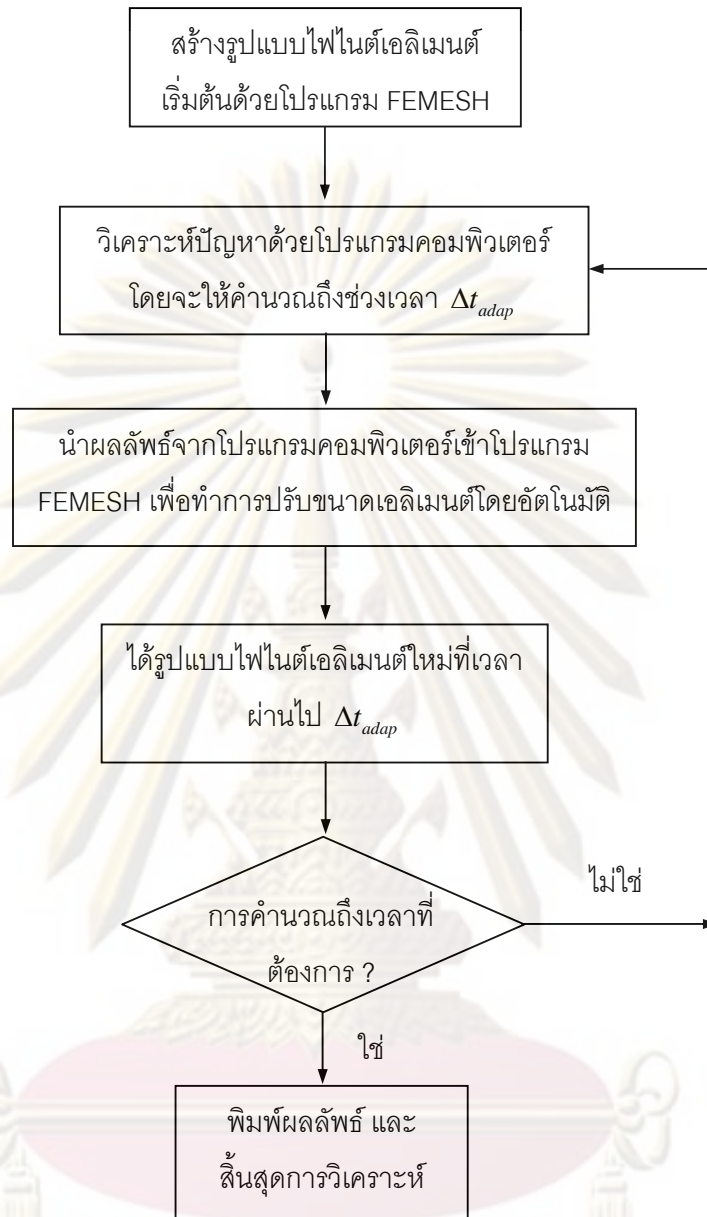 สร้างรูปแบบไฟไนต์เอลิเมนต์
เริ่มต้นด้วยโปรแกรม FEMESH
วิเคราะห์ปัญหาด้วยโปรแกรมคอมพิวเตอร์
โดยจะให้คำนวณถึงช่วงเวลา Δt_adap
นำผลลัพธ์จากโปรแกรมคอมพิวเตอร์เข้าโปรแกรม
FEMESH เพื่อทำการปรับขนาดเอลิเมนต์โดยอัตโนมัติ
ได้รูปแบบไฟไนต์เอลิเมนต์ใหม่ที่เวลา
ผ่านไป Δt_adap
ไม่ใช่
การคำนวณถึงเวลาที่
ต้องการ ?
ใช่
พิมพ์ผลลัพธ์ และ
สิ้นสุดการวิเคราะห์